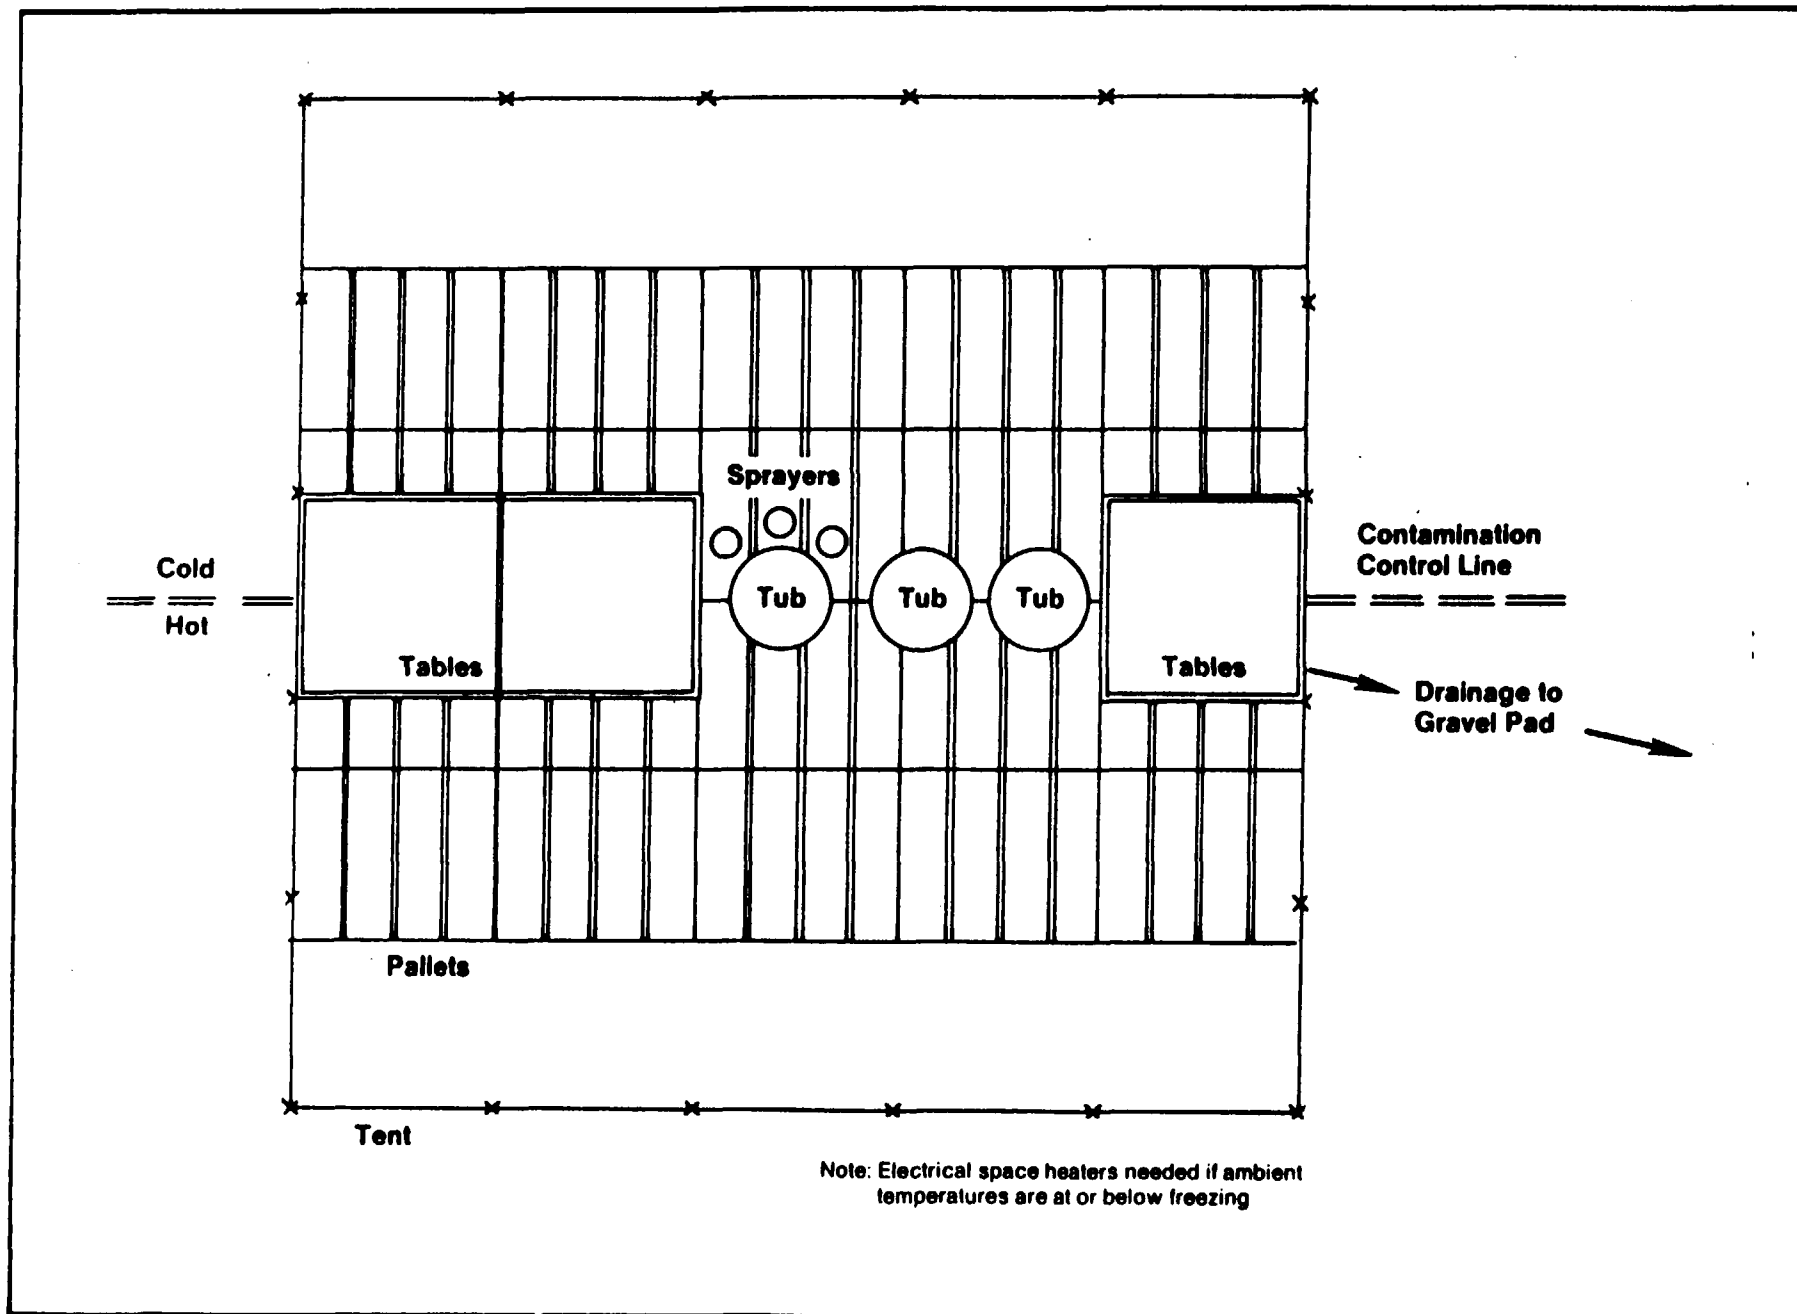 Sprayers
Cold
Hot
Tub
Tub
Tub
Contamination
Control Line
Tables
Tables
Drainage to
Gravel Pad
Pallets
Tent
Note: Electrical space heaters needed if ambient
temperatures are at or below freezing